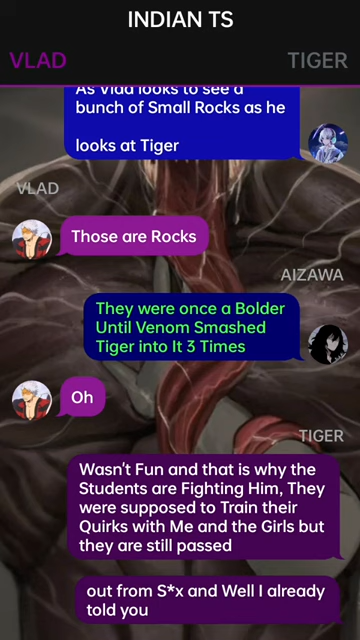 INDIAN TS
VLAD
TIGER
As Vlad looks to see a
bunch of Small Rocks as he
looks at Tiger
VLAD
Those are Rocks
AIZAWA
They were once a Bolder
Until Venom Smashed
Tiger into It 3 Times
Oh
TIGER
Wasn't Fun and that is why the
Students are Fighting Him, They
were supposed to Train their
Quirks with Me and the Girls but
they are still passed
out from S*x and Well I already
told you